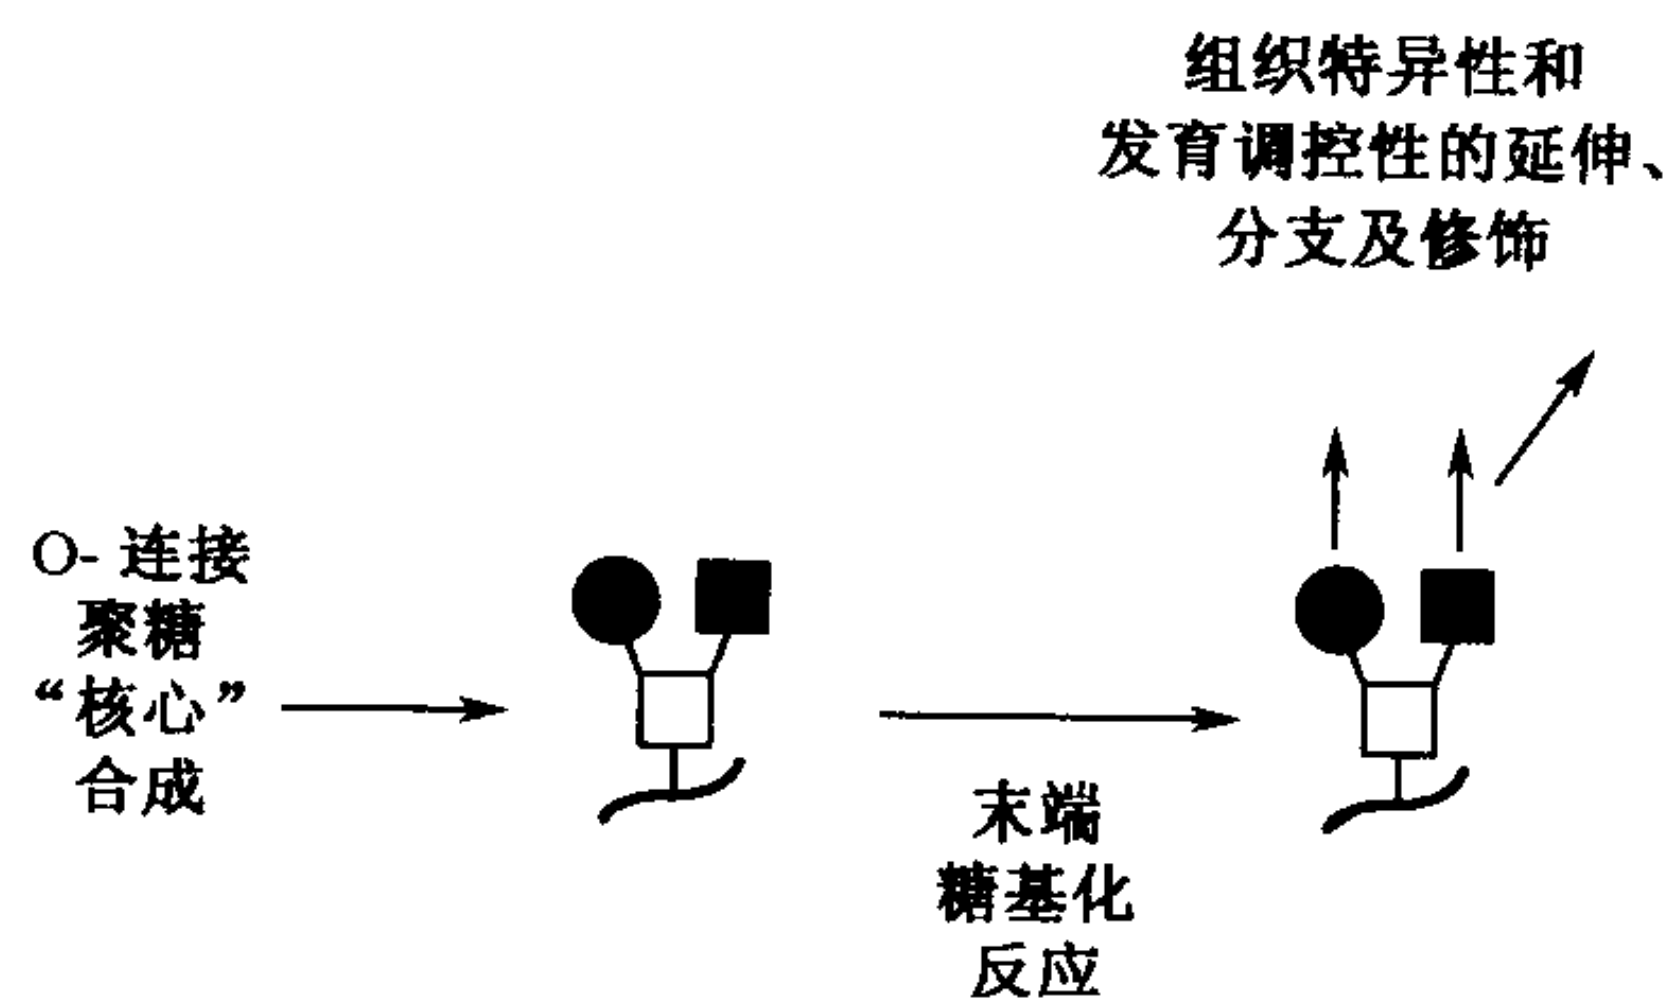 组织特异性和
发育调控性的延伸、
分支及修饰
O- 连接
聚糖
“核心”
合成
末端
糖基化
反应